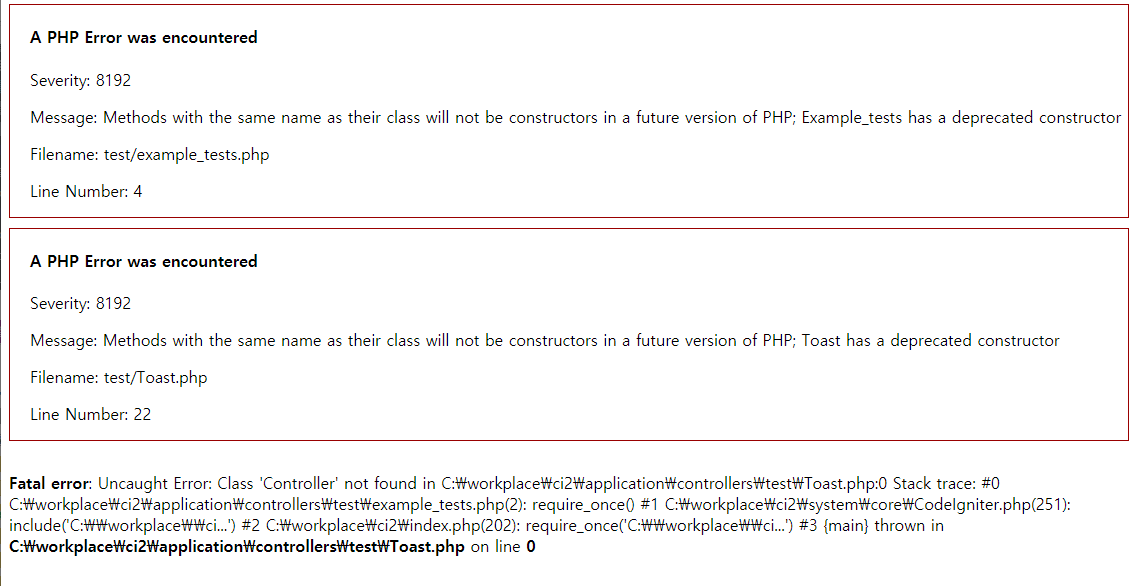 A PHP Error was encountered
Severity: 8192
Message: Methods with the same name as their class will not be constructors in a future version of PHP; Example_tests has a deprecated constructor
Filename: test/example_tests.php
Line Number: 4
A PHP Error was encountered
Severity: 8192
Message: Methods with the same name as their class will not be constructors in a future version of PHP; Toast has a deprecated constructor
Filename: test/Toast.php
Line Number: 22
Fatal error: Uncaught Error: Class 'Controller' not found in C:₩workplace₩ci2₩application₩controllers₩test₩Toast.php:0 Stack trace: #0
C:₩workplace₩ci2₩application₩controllers₩test₩example_tests.php(2): require_once() #1 C:₩workplace₩ci2₩system₩core₩CodeIgniter.php(251):
include('C:₩₩workplace₩₩ci...') #2 C:₩workplace₩ci2₩index.php(202): require_once('C:₩₩workplace₩₩ci...') #3 {main} thrown in
C:₩workplace₩ci2₩application₩controllers₩test₩Toast.php on line 0